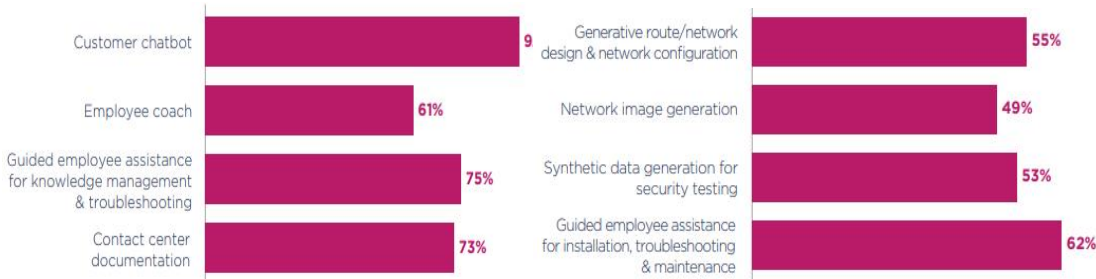 Customer chatbot
9
Employee coach
61%
Guided employee assistance
for knowledge management
& troubleshooting
75%
Contact center
documentation
73%
Generative route/network
design & network configuration
55%
Network image generation
49%
Synthetic data generation for
security testing
53%
Guided employee assistance
for installation, troubleshooting
& maintenance
62%